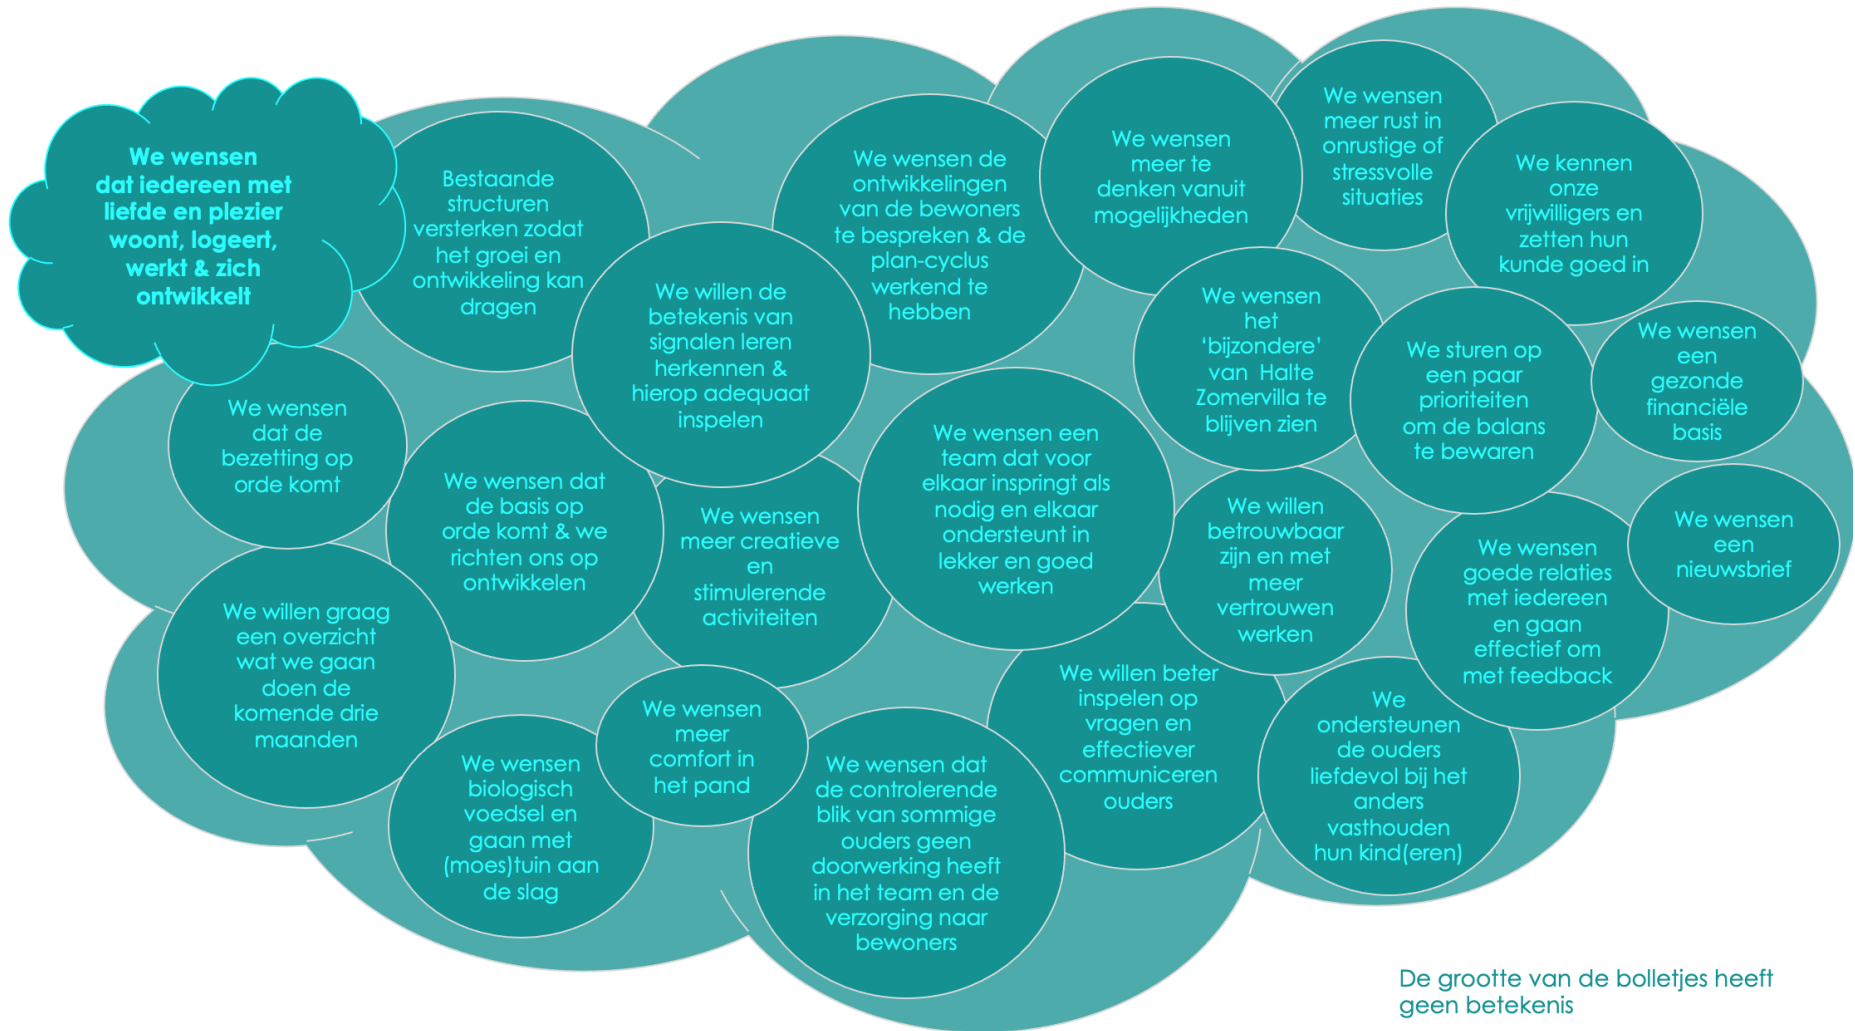 We wensen
dat iedereen met
liefde en plezier
woont, logeert,
werkt & zich
ontwikkelt
Bestaande
structuren
versterken zodat
het groei en
ontwikkeling kan
dragen
We willen de
betekenis van
signalen leren
herkennen &
hierop adequaat
inspelen
We wensen de
ontwikkelingen
van de bewoners
te bespreken & de
plan-cyclus
werkend te
hebben
We wensen
meer te
denken vanuit
mogelijkheden
We wensen
meer rust in
onrustige of
stressvolle
situaties
We kennen
onze
vrijwilligers en
zetten hun
kunde goed in
We wensen
het
‘bijzondere’
van  Halte
Zomervilla te
blijven zien
We sturen op
een paar
prioriteiten
om de balans
te bewaren
We wensen
een
gezonde
financiële
basis
We wensen
dat de
bezetting op
orde komt
We wensen dat
de basis op
orde komt & we
richten ons op
ontwikkelen
We wensen
meer creatieve
en
stimulerende
activiteiten
We wensen een
team dat voor
elkaar inspringt als
nodig en elkaar
ondersteunt in
lekker en goed
werken
We willen
betrouwbaar
zijn en met
meer
vertrouwen
werken
We wensen
goede relaties
met iedereen
en gaan
effectief om
met feedback
We wensen
een
nieuwsbrief
We willen graag
een overzicht
wat we gaan
doen de
komende drie
maanden
We wensen
biologisch
voedsel en
gaan met
(moes)tuin aan
de slag
We wensen
meer
comfort in
het pand
We wensen dat
de controlerende
blik van sommige
ouders geen
doorwerking heeft
in het team en de
verzorging naar
bewoners
We willen beter
inspelen op
vragen en
effectiever
communiceren
ouders
We
ondersteunen
de ouders
liefdevol bij het
anders
vasthouden
hun kind(eren)
De grootte van de bolletjes heeft
geen betekenis